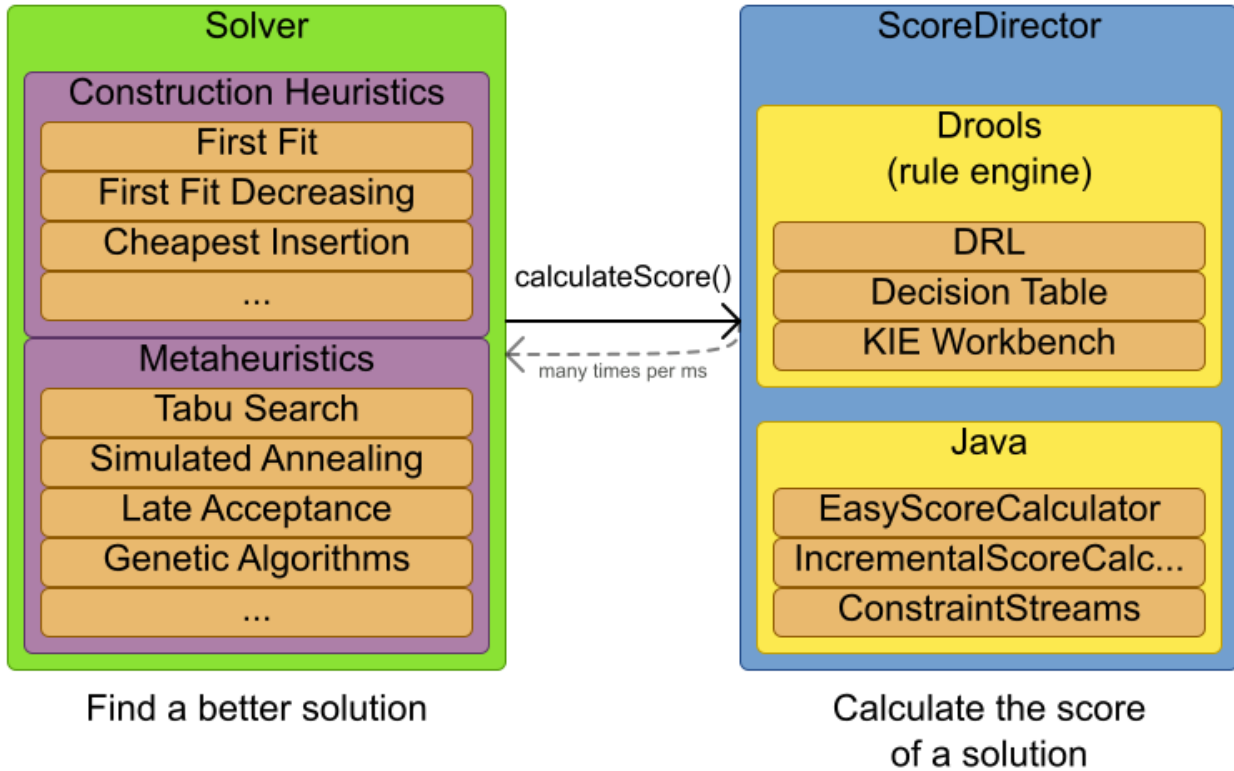 Solver
Construction Heuristics
First Fit
First Fit Decreasing
Cheapest Insertion
...
Metaheuristics
Tabu Search
Simulated Annealing
Late Acceptance
Genetic Algorithms
...
Find a better solution
calculateScore()
many times per ms
ScoreDirector
Drools
(rule engine)
DRL
Decision Table
KIE Workbench
Java
EasyScoreCalculator
IncrementalScoreCalc...
ConstraintStreams
Calculate the score
of a solution